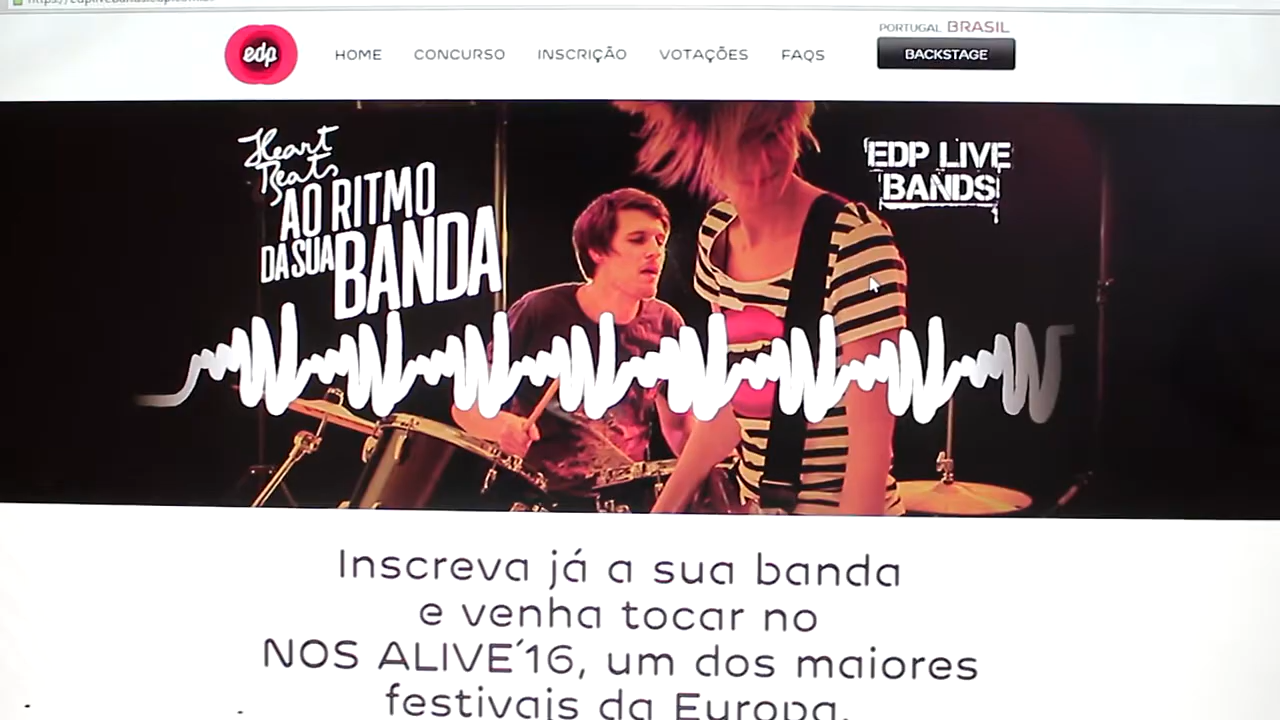 edp
HOME CONCURSO INSCRIÇÃO VOTAÇÕES FAQS
PORTUGAL BRASIL
BACKSTAGE
Heart
Beats
AO RITMO
DA SUA BANDA
EDP LIVE
BANDS
Inscreva já a sua banda
e venha tocar no
NOS ALIVE´16, um dos maiores
festivais da Europa.